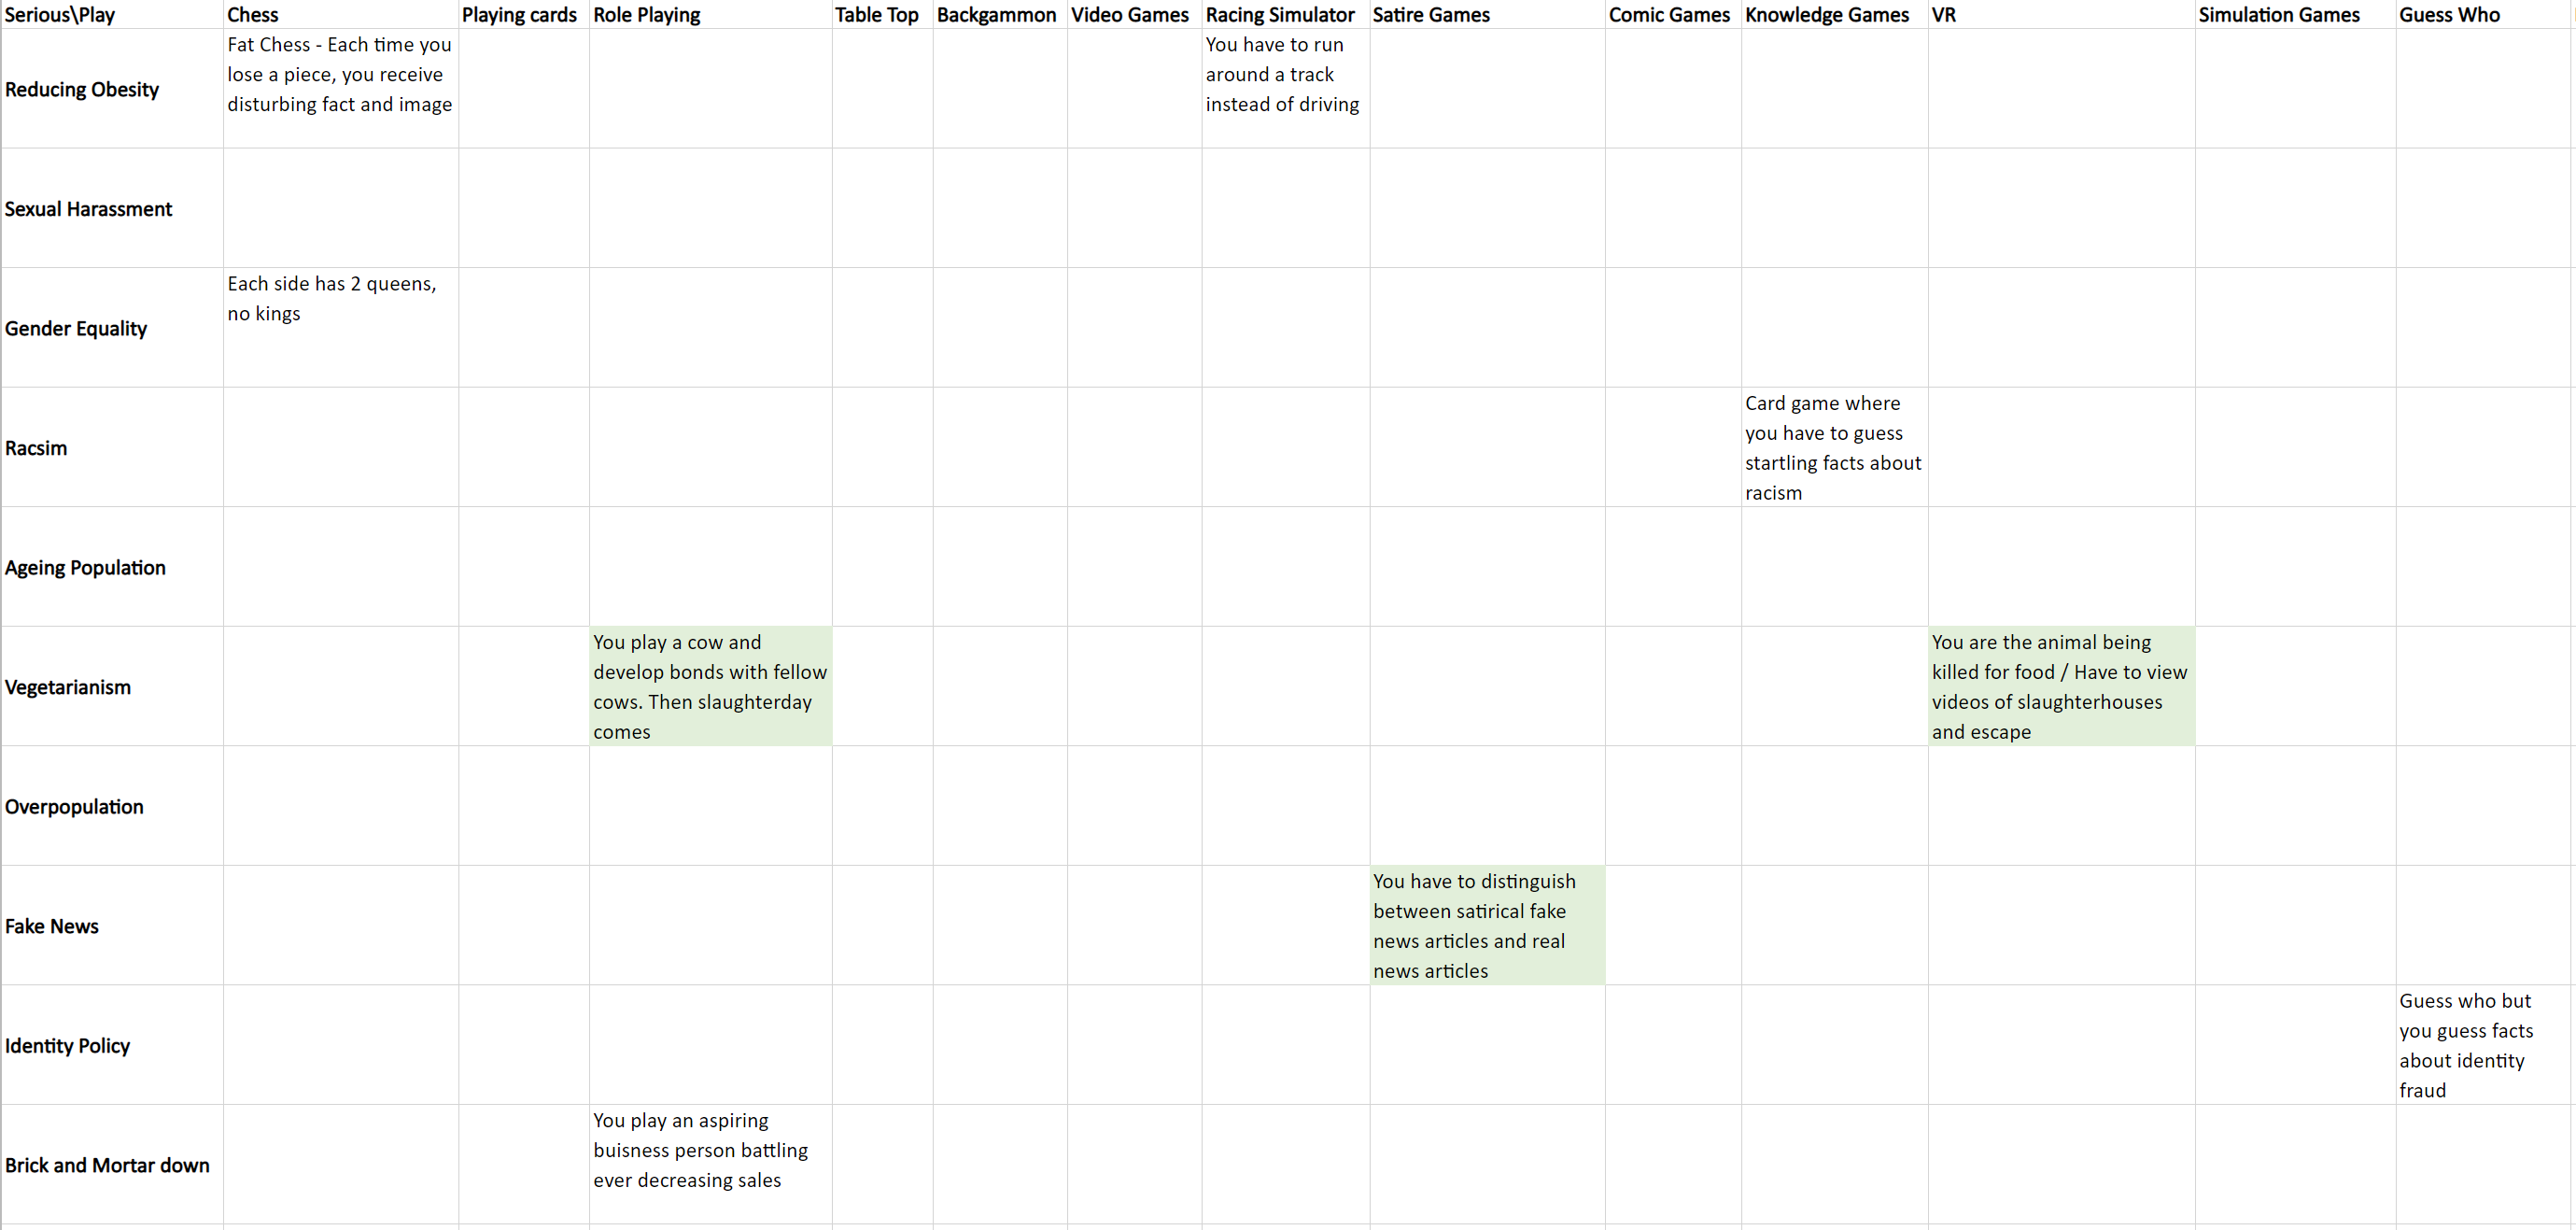 Serious\Play Chess Playing cards Role Playing Table Top Backgammon Video Games Racing Simulator Satire Games Comic Games Knowledge Games VR Simulation Games Guess Who
Reducing Obesity
Fat Chess - Each time you
lose a piece, you receive
disturbing fact and image
You have to run
around a track
instead of driving
Sexual Harassment
Gender Equality
Each side has 2 queens,
no kings
Racsim
Card game where
you have to guess
startling facts about
racism
Ageing Population
Vegetarianism
You play a cow and
develop bonds with fellow
cows. Then slaughterday
comes
You are the animal being
killed for food / Have to view
videos of slaughterhouses
and escape
Overpopulation
Fake News
You have to distinguish
between satirical fake
news articles and real
news articles
Identity Policy
Guess who but
you guess facts
about identity
fraud
Brick and Mortar down
You play an aspiring
buisness person battling
ever decreasing sales